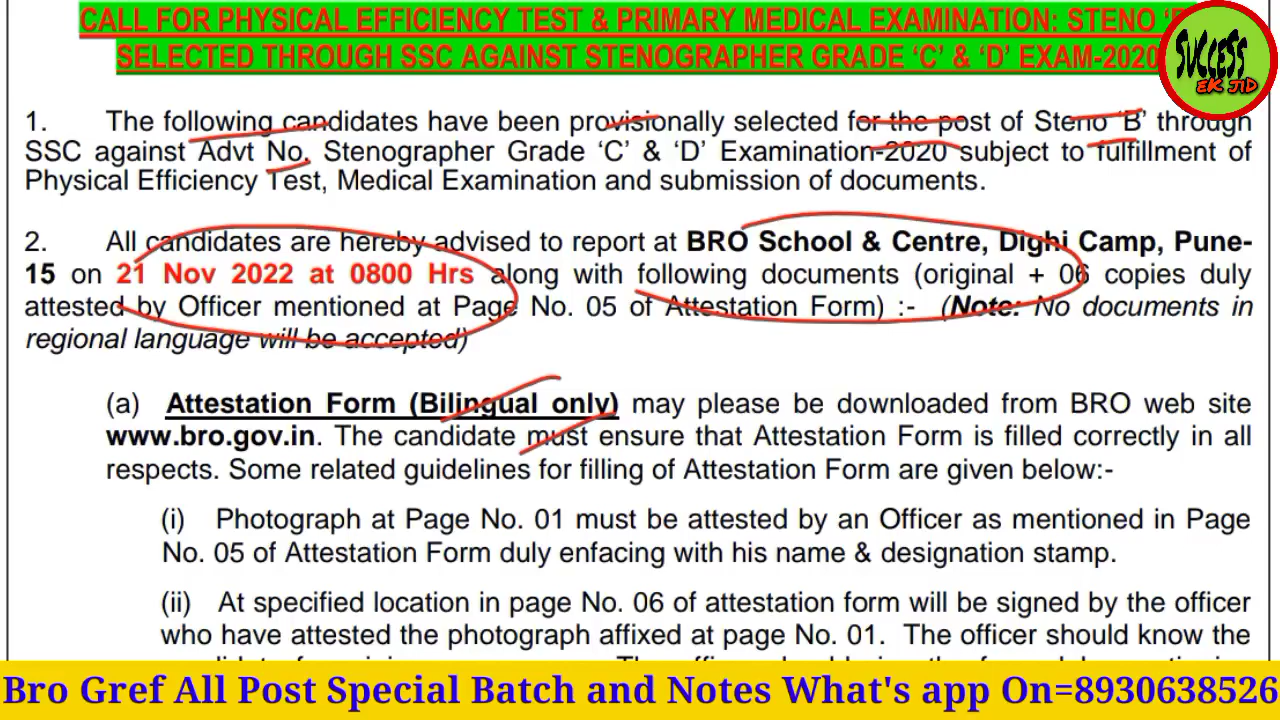 CALL FOR PHYSICAL EFFICIENCY TEST & PRIMARY MEDICAL EXAMINATION: STENO
SELECTED THROUGH SSC AGAINST STENOGRAPHER GRADE ‘C’ & ‘D’ EXAM-2020
SUCCESS
EK JID
1. The following candidates have been provisionally selected for the post of Steno ‘B’ through
SSC against Advt No. Stenographer Grade ‘C’ & ‘D’ Examination-2020 subject to fulfillment of
Physical Efficiency Test, Medical Examination and submission of documents.
2. All candidates are hereby advised to report at BRO School & Centre, Dighi Camp, Pune-
15 on 21 Nov 2022 at 0800 Hrs along with following documents (original + 06 copies duly
attested by Officer mentioned at Page No. 05 of Attestation Form) :- (Note: No documents in
regional language will be accepted)
(a) Attestation Form (Bilingual only) may please be downloaded from BRO web site
www.bro.gov.in. The candidate must ensure that Attestation Form is filled correctly in all
respects. Some related guidelines for filling of Attestation Form are given below:-
(i) Photograph at Page No. 01 must be attested by an Officer as mentioned in Page
No. 05 of Attestation Form duly enfacing with his name & designation stamp.
(ii) At specified location in page No. 06 of attestation form will be signed by the officer
who have attested the photograph affixed at page No. 01. The officer should know the
Bro Gref All Post Special Batch and Notes What's app On=8930638526